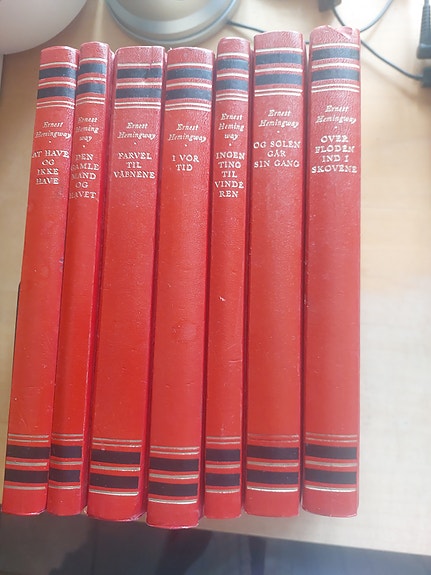 Ernest
Hemingway
AT HAVE
OG
IKKE
HAVE
Ernest
Heming
way
DEN
GAMLE
MAND
OG
HAVET
Ernest
Hemingway
FARVEL
TIL
VÅBNENE
Ernest
Hemingway
I VOR
TID
Ernest
Heming
way
INGEN
TING
TIL
VINDE
REN
Ernest
Hemingway
OG SOLEN
GÅR
SIN GANG
Ernest
Hemingway
OVER
FLODEN
IND I
SKOVENE